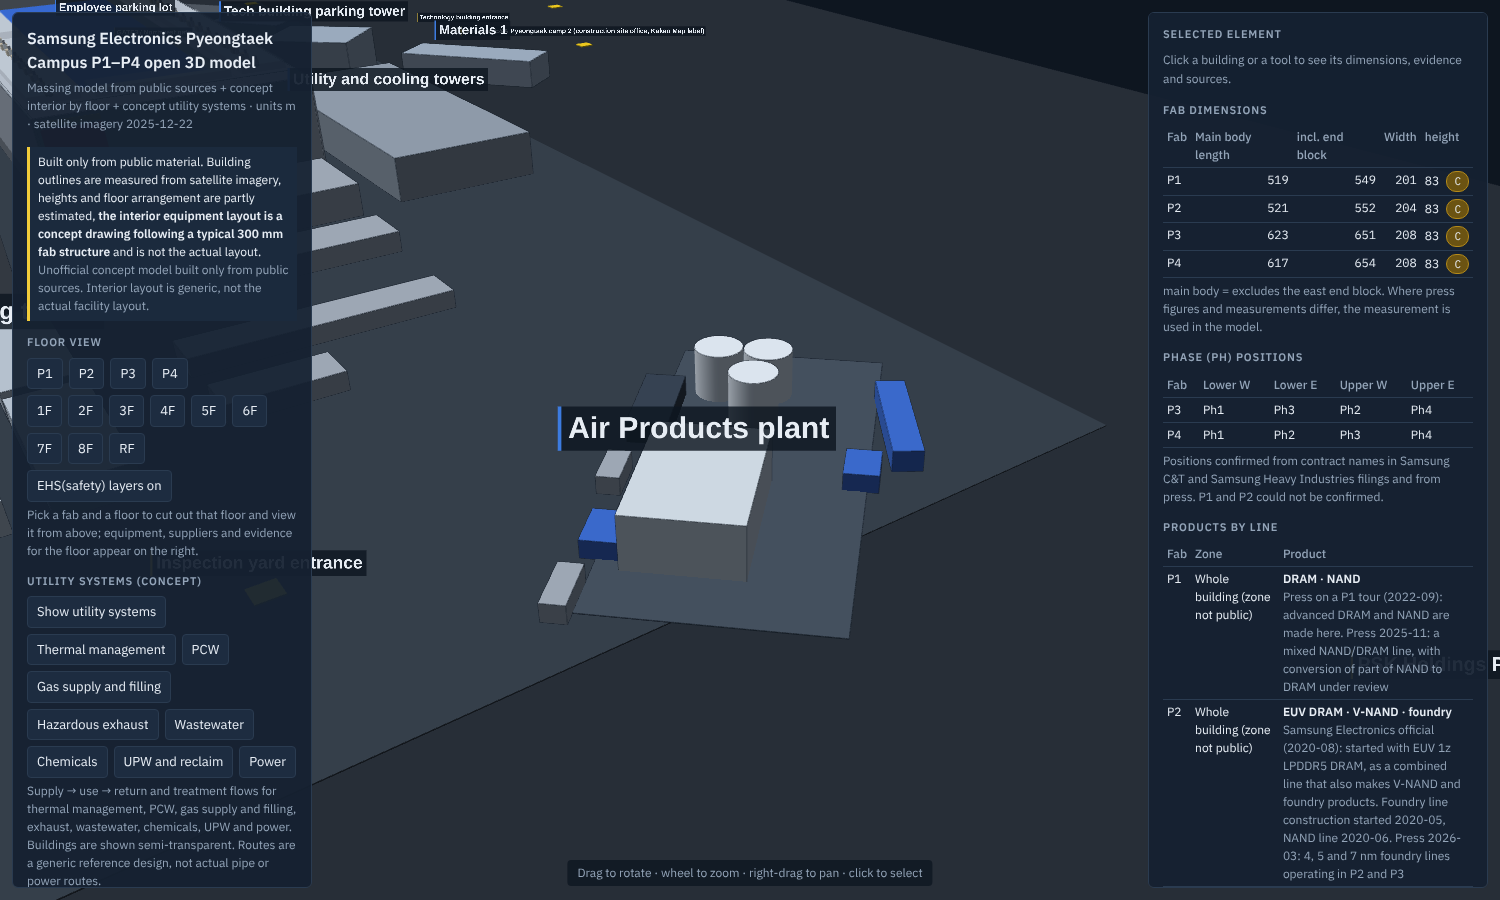 Employee parking lot
Tech building parking tower
Technology building entrance
Materials 1
Pyeongtaek camp 2 (construction site office, Kakao Map label)
Utility and cooling towers
Air Products plant
Inspection yard entrance
PSK Holdings P
g
Samsung Electronics Pyeongtaek
Campus P1–P4 open 3D model
Massing model from public sources + concept
interior by floor + concept utility systems · units m
· satellite imagery 2025-12-22
Built only from public material. Building
outlines are measured from satellite imagery,
heights and floor arrangement are partly
estimated, the interior equipment layout is a
concept drawing following a typical 300 mm
fab structure and is not the actual layout.
Unofficial concept model built only from public
sources. Interior layout is generic, not the
actual facility layout.
FLOOR VIEW
P1 P2 P3 P4
1F 2F 3F 4F 5F 6F
7F 8F RF
EHS(safety) layers on
Pick a fab and a floor to cut out that floor and view
it from above; equipment, suppliers and evidence
for the floor appear on the right.
UTILITY SYSTEMS (CONCEPT)
Show utility systems
Thermal management PCW
Gas supply and filling
Hazardous exhaust Wastewater
Chemicals UPW and reclaim Power
Supply → use → return and treatment flows for
thermal management, PCW, gas supply and filling,
exhaust, wastewater, chemicals, UPW and power.
Buildings are shown semi-transparent. Routes are
a generic reference design, not actual pipe or
power routes.
Drag to rotate · wheel to zoom · right-drag to pan · click to select
SELECTED ELEMENT
Click a building or a tool to see its dimensions, evidence
and sources.
FAB DIMENSIONS
Fab Main body length incl. end block Width height
P1 519 549 201 83 C
P2 521 552 204 83 C
P3 623 651 208 83 C
P4 617 654 208 83 C
main body = excludes the east end block. Where press
figures and measurements differ, the measurement is
used in the model.
PHASE (PH) POSITIONS
Fab Lower W Lower E Upper W Upper E
P3 Ph1 Ph3 Ph2 Ph4
P4 Ph1 Ph2 Ph3 Ph4
Positions confirmed from contract names in Samsung
C&T and Samsung Heavy Industries filings and from
press. P1 and P2 could not be confirmed.
PRODUCTS BY LINE
Fab Zone Product
P1 Whole building (zone not public)
DRAM · NAND
Press on a P1 tour (2022-09):
advanced DRAM and NAND are
made here. Press 2025-11: a
mixed NAND/DRAM line, with
conversion of part of NAND to
DRAM under review
P2 Whole building (zone not public)
EUV DRAM · V-NAND · foundry
Samsung Electronics official
(2020-08): started with EUV 1z
LPDDR5 DRAM, as a combined
line that also makes V-NAND and
foundry products. Foundry line
construction started 2020-05,
NAND line 2020-06. Press 2026-
03: 4, 5 and 7 nm foundry lines
operating in P2 and P3